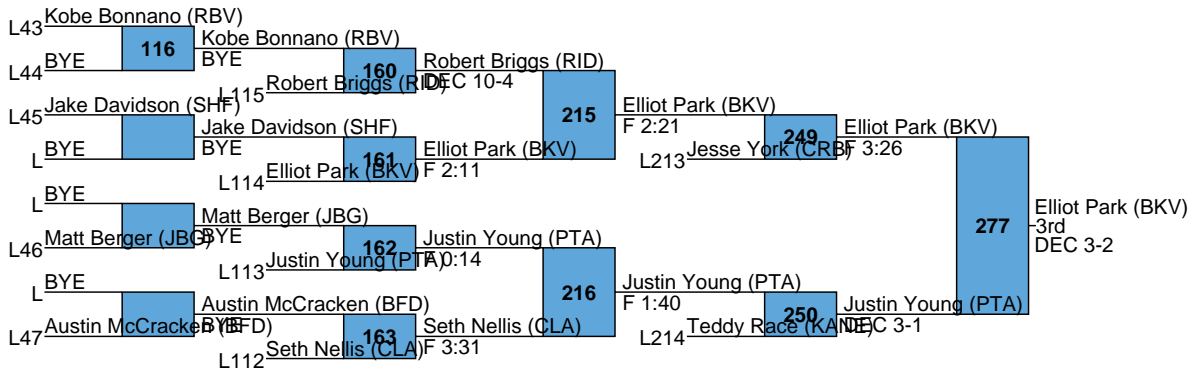 L43 Kobe Bonnano (RBV)
116
L44 BYE
Kobe Bonnano (RBV)
BYE
160
L115 Robert Briggs (RID)
Robert Briggs (RID)
DEC 10-4
L45 Jake Davidson (SHF)
L BYE
Jake Davidson (SHF)
BYE
161
L114 Elliot Park (BKV)
Elliot Park (BKV)
F 2:11
215
Elliot Park (BKV)
F 2:21
249
L213 Jesse York (CRB)
Elliot Park (BKV)
F 3:26
L BYE
L46 Matt Berger (JBG)
Matt Berger (JBG)
BYE
162
L113 Justin Young (PTA)
Justin Young (PTA)
F 0:14
L BYE
L47 Austin McCracken (BFD)
Austin McCracken (BFD)
BYE
163
L112 Seth Nellis (CLA)
Seth Nellis (CLA)
F 3:31
216
Justin Young (PTA)
F 1:40
250
L214 Teddy Race (KANE)
Justin Young (PTA)
DEC 3-1
277
Elliot Park (BKV)
3rd
DEC 3-2